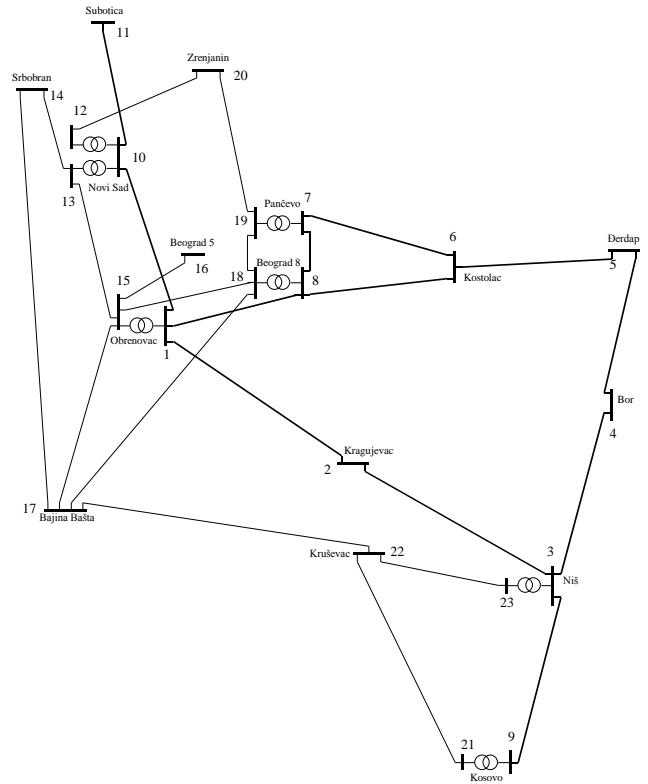 Subotica
11
Zrenjanin
20
Srbobran
14
12
10
Novi Sad
13
Pančevo
7
19
Beograd 5
16
6
Đerdap
5
Kostolac
Beograd 8
18
8
15
Obrenovac
1
Bor
4
Kragujevac
2
17
Bajina Bašta
Kruševac
22
3
Niš
23
21
9
Kosovo